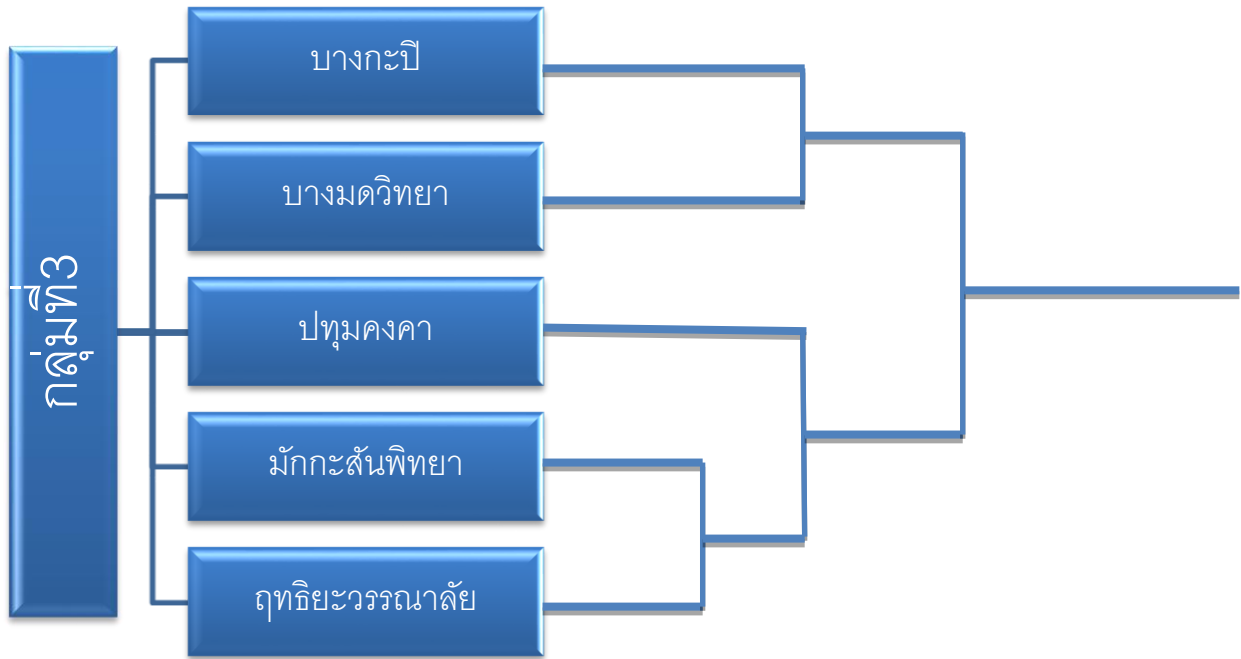 กลุ่มที่3
บางกะปิ
บางมดวิทยา
ปทุมคงคา
มักกะสันพิทยา
ฤทธิยะวรรณาลัย